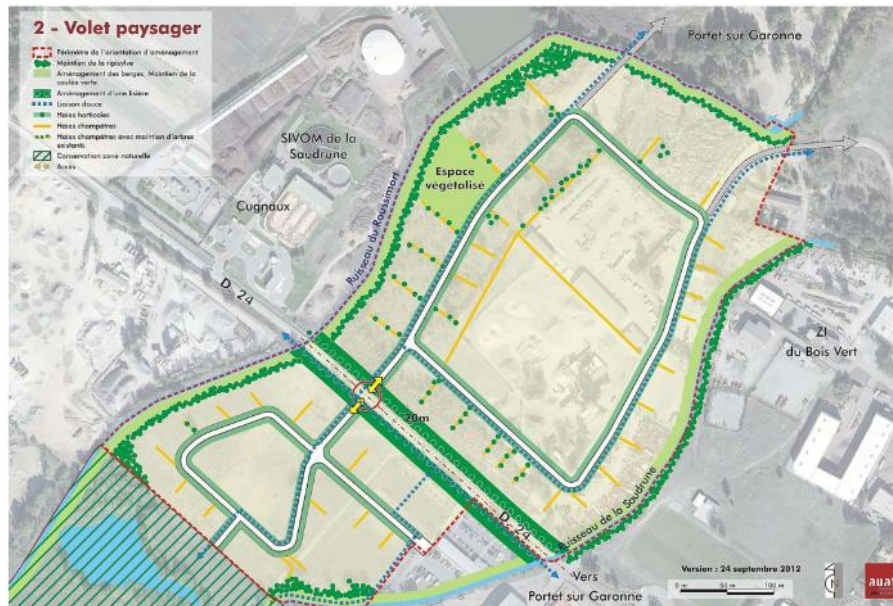 2 - Volet paysager
Périmètre de l'orientation d'aménagement
Maintien de la ripisylve
Aménagement des berges, Maintien de la
coulée verte
Aménagement d'une lisière
Liaison douce
Haies horticoles
Haies champêtres
Haies champêtres avec maintien d'arbres
existants
Conservation zone naturelle
Accès
Portet sur Garonne
SIVOM de la
Saudrune
Espace
végétalisé
Cugnaux
Ruisseau du Roussimort
D. 24
ZI
du Bois Vert
20m
Ruisseau de la Saudrune
D. 24
Vers
Portet sur Garonne
Version : 24 septembre 2012
0 m 50 m 100 m
N
auat